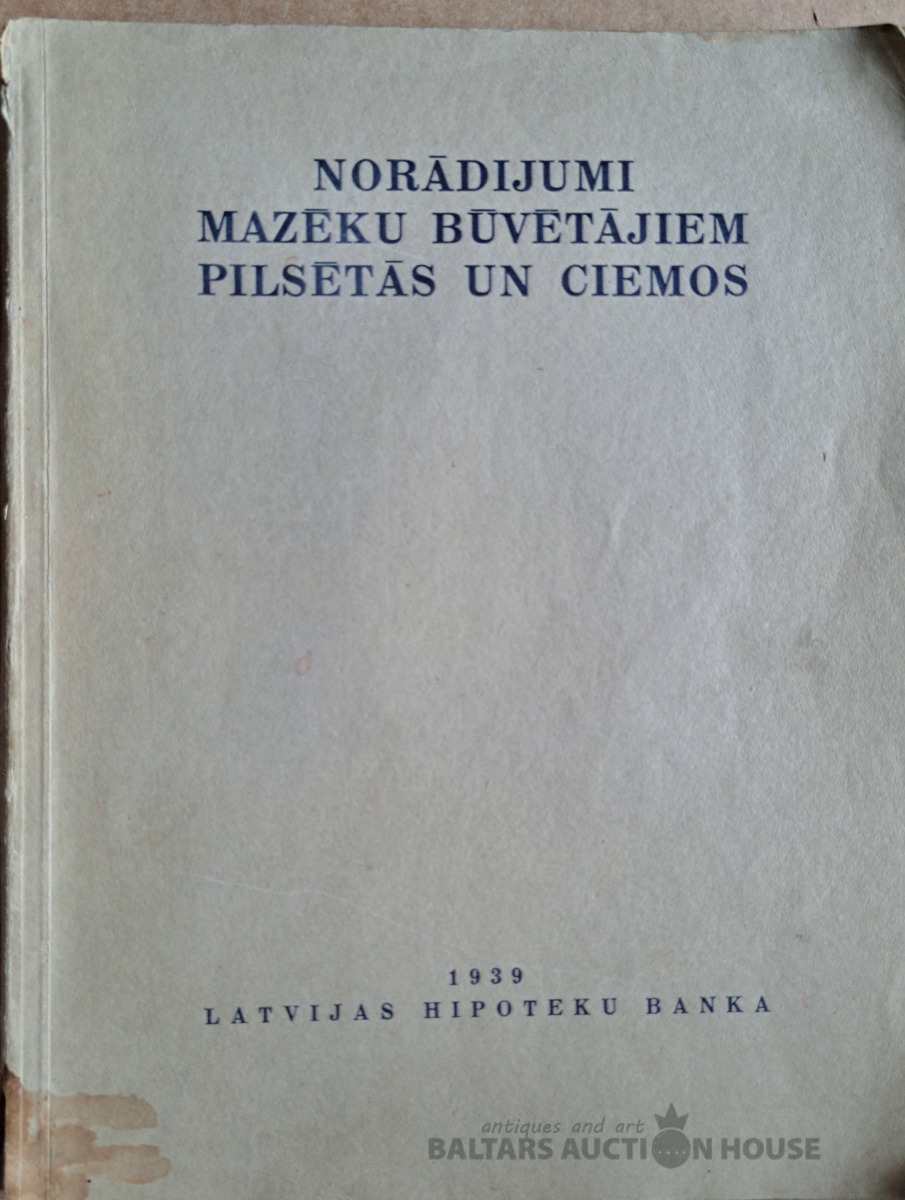 NORĀDIJUMI
MAZĒKU BŪVĒTĀJIEM
PILSĒTĀS UN CIEMOS
1939
LATVIJAS HIPOTEKU BANKA
antiques and art
BALTARS AUCTION HOUSE